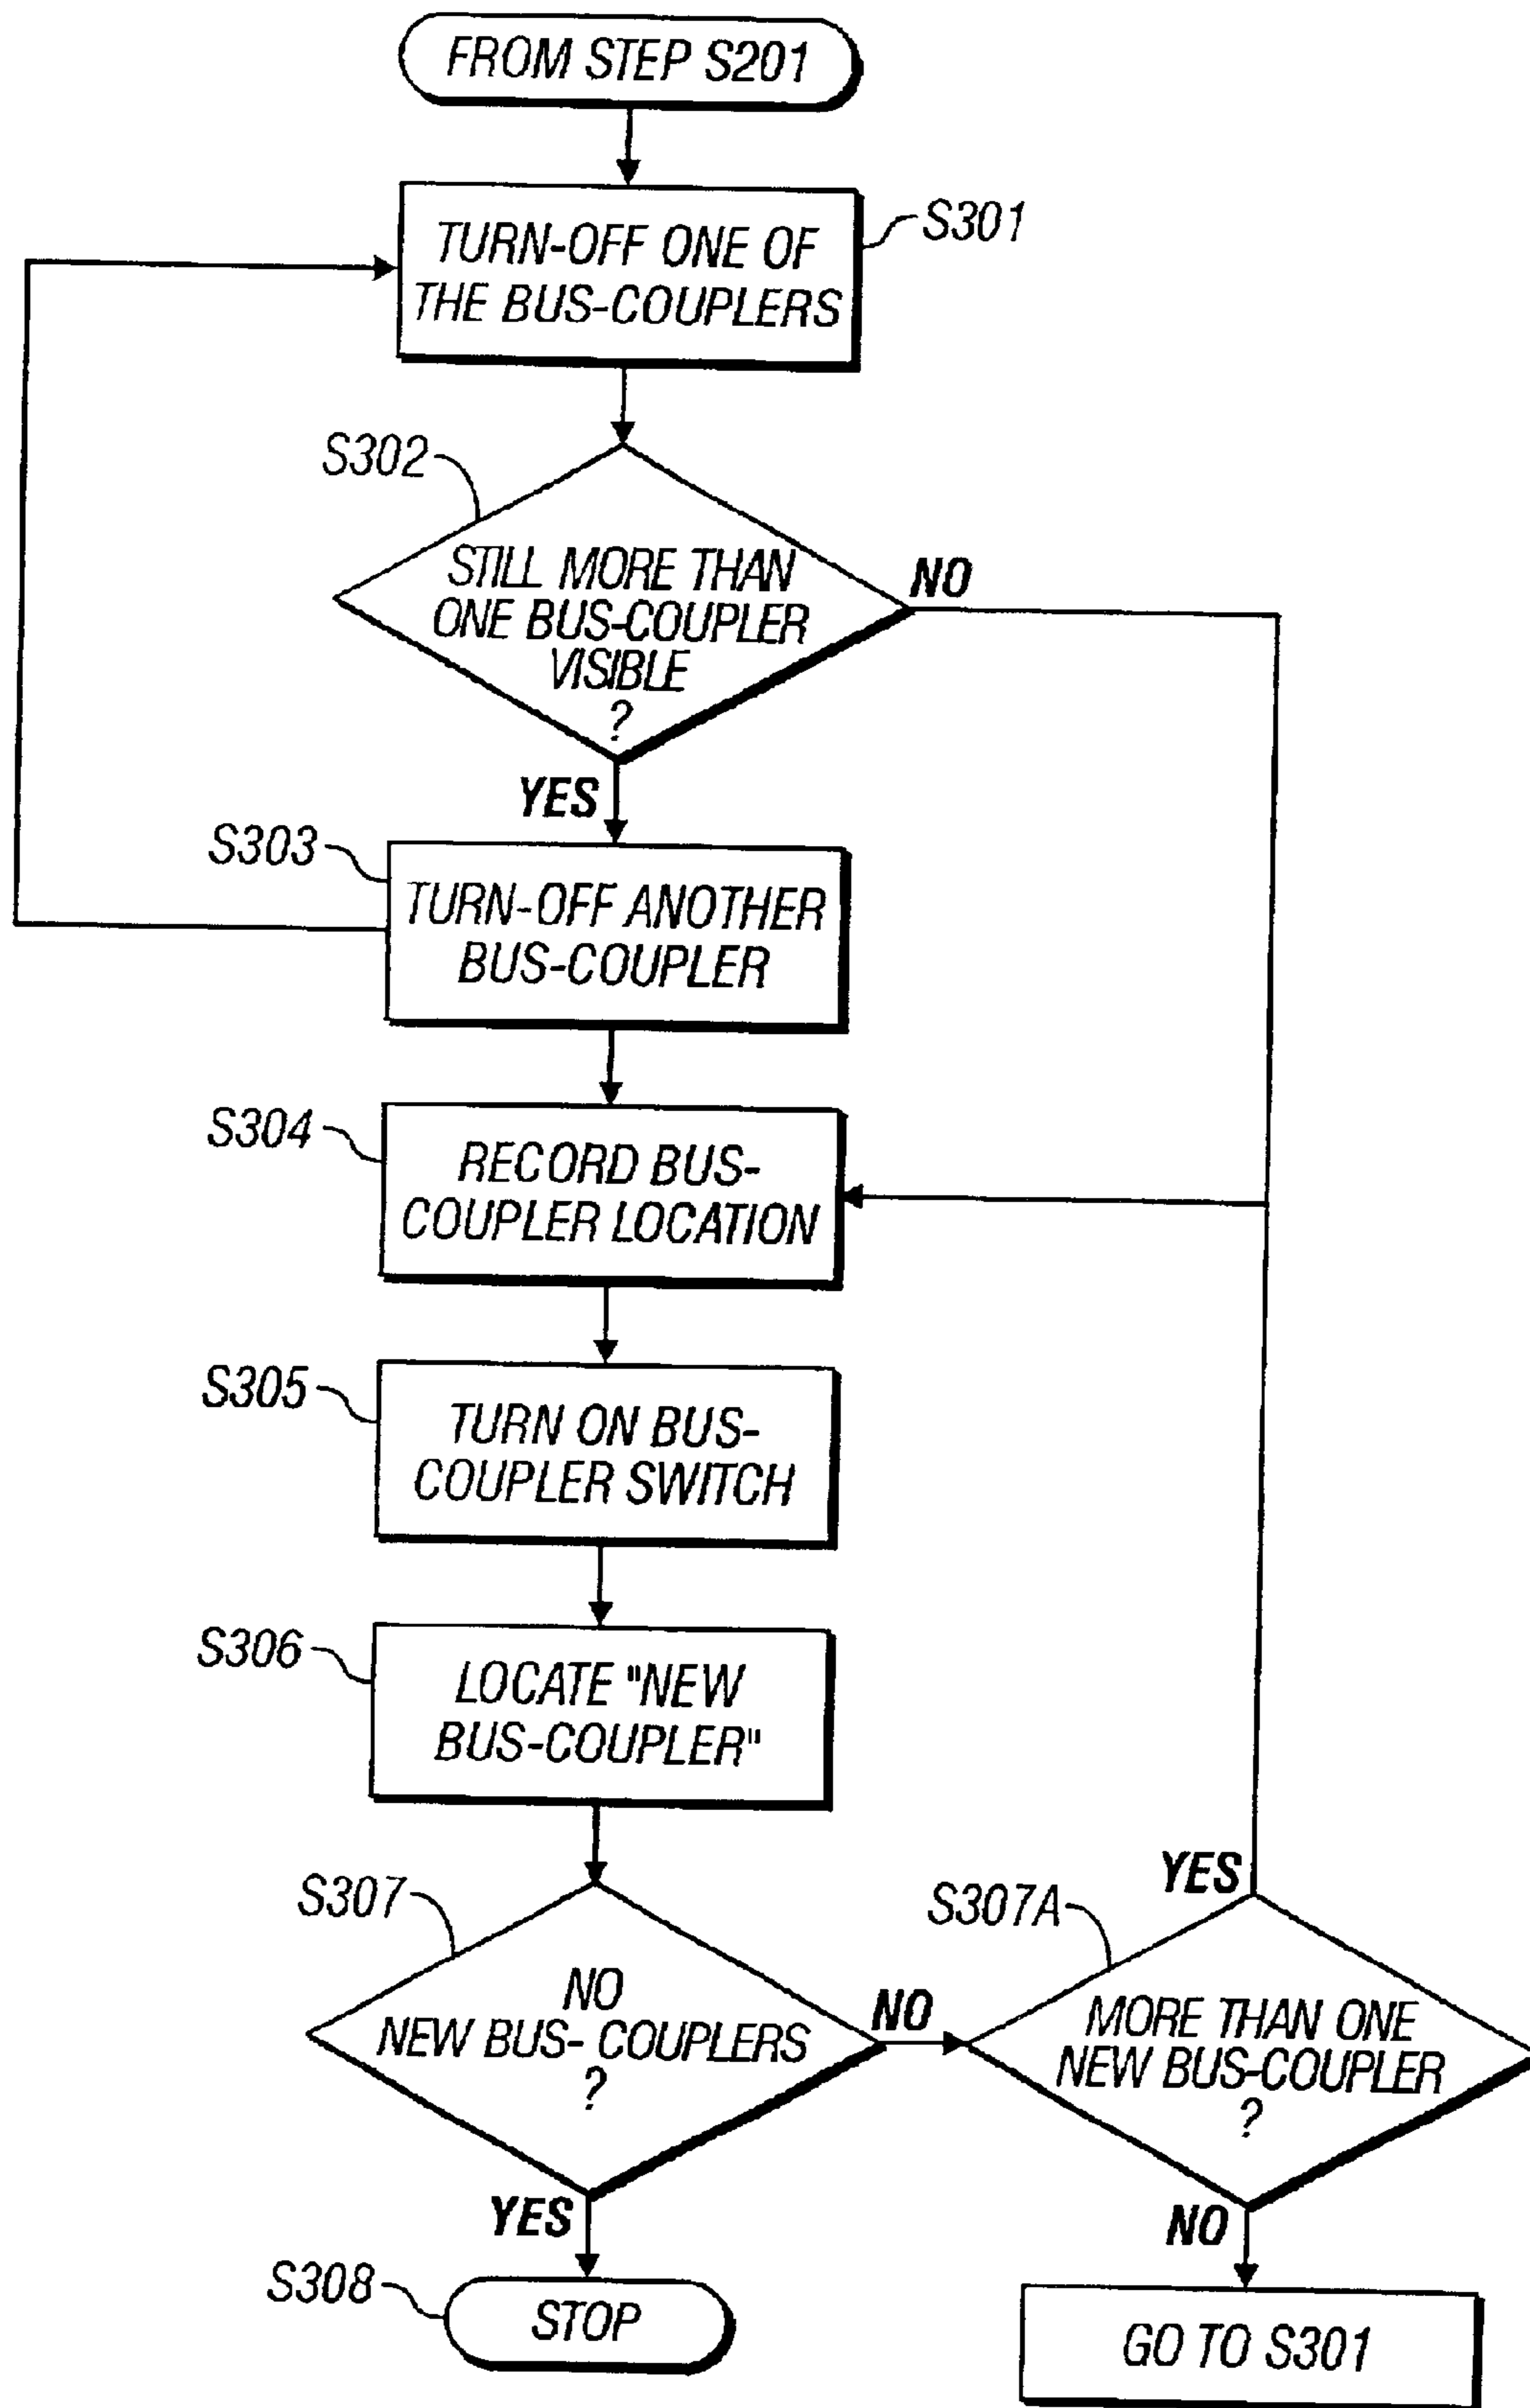 FROM STEP S201
TURN-OFF ONE OF
THE BUS-COUPLERS
S301
S302
STILL MORE THAN
ONE BUS-COUPLER
VISIBLE
?
NO
YES
S303
TURN-OFF ANOTHER
BUS-COUPLER
S304
RECORD BUS-
COUPLER LOCATION
S305
TURN ON BUS-
COUPLER SWITCH
S306
LOCATE "NEW
BUS-COUPLER"
S307
NO
NEW BUS- COUPLERS
?
NO
YES
S307A
YES
MORE THAN ONE
NEW BUS-COUPLER
?
NO
S308
STOP
GO TO S301